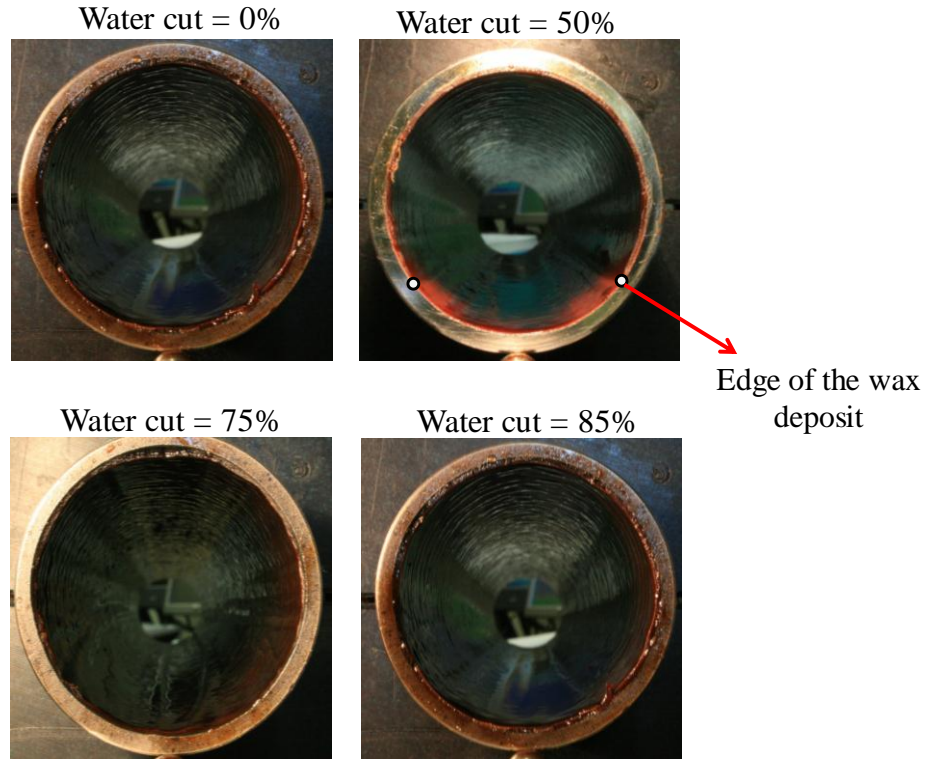 Water cut = 0%
Water cut = 50%
Edge of the wax
deposit
Water cut = 75%
Water cut = 85%